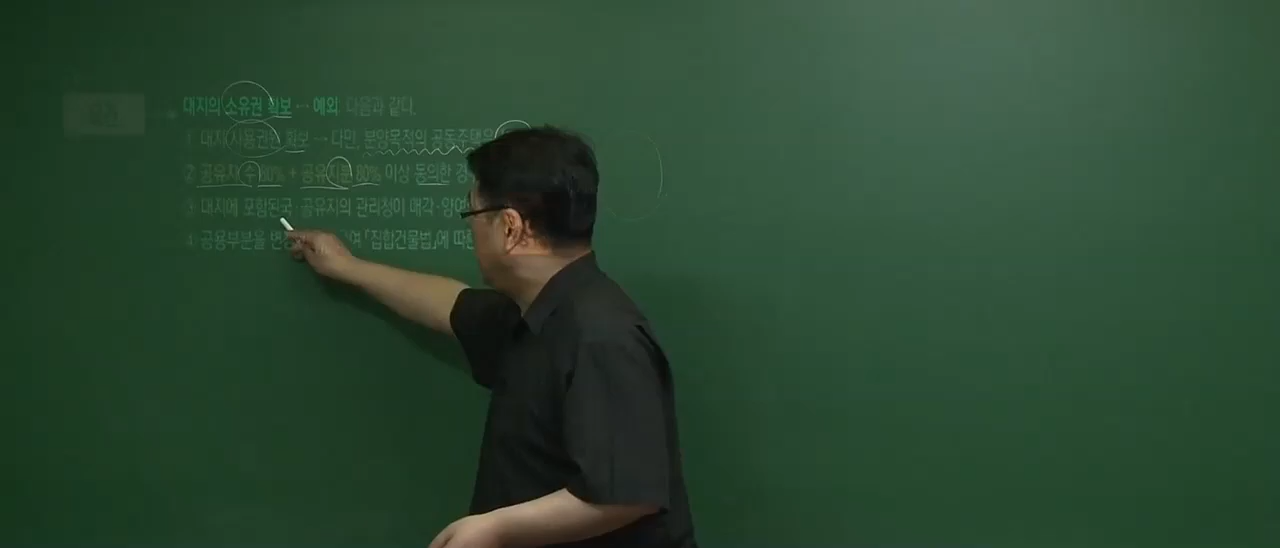 대지의 소유권 확보 … 예외 다음과 같다.
① 대지(사용권원 확보 → 다만, 분양목적의 공동주택은
② 공유자 수 80% + 공유지분 80% 이상 동의한 경
③ 대지에 포함된 국·공유지의 관리청이 매각·양여
④ 공용부분을 변경 「집합건물법」에 따른